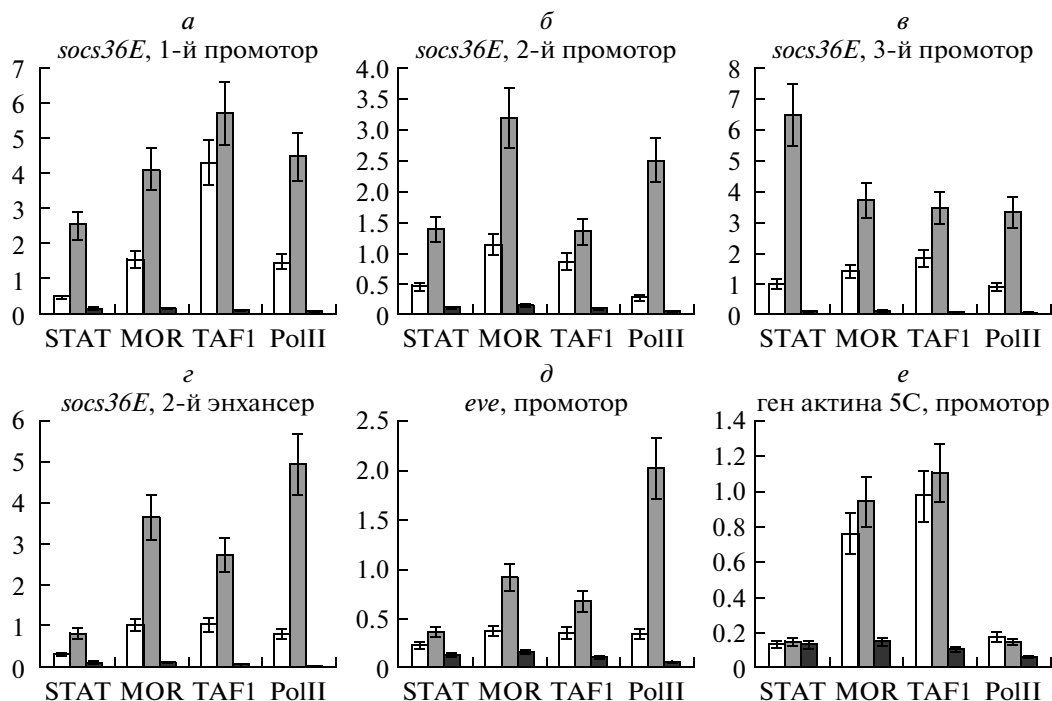 а
socs36E, 1-й промотор
7
6
5
4
3
2
1
0
STAT MOR TAF1 PolII
б
socs36E, 2-й промотор
4.0
3.5
3.0
2.5
2.0
1.5
1.0
0.5
0
STAT MOR TAF1 PolII
в
socs36E, 3-й промотор
8
7
6
5
4
3
2
1
0
STAT MOR TAF1 PolII
г
socs36E, 2-й энхансер
6
5
4
3
2
1
0
STAT MOR TAF1 PolII
д
eve, промотор
2.5
2.0
1.5
1.0
0.5
0
STAT MOR TAF1 PolII
е
ген актина 5С, промотор
1.4
1.2
1.0
0.8
0.6
0.4
0.2
0
STAT MOR TAF1 PolII